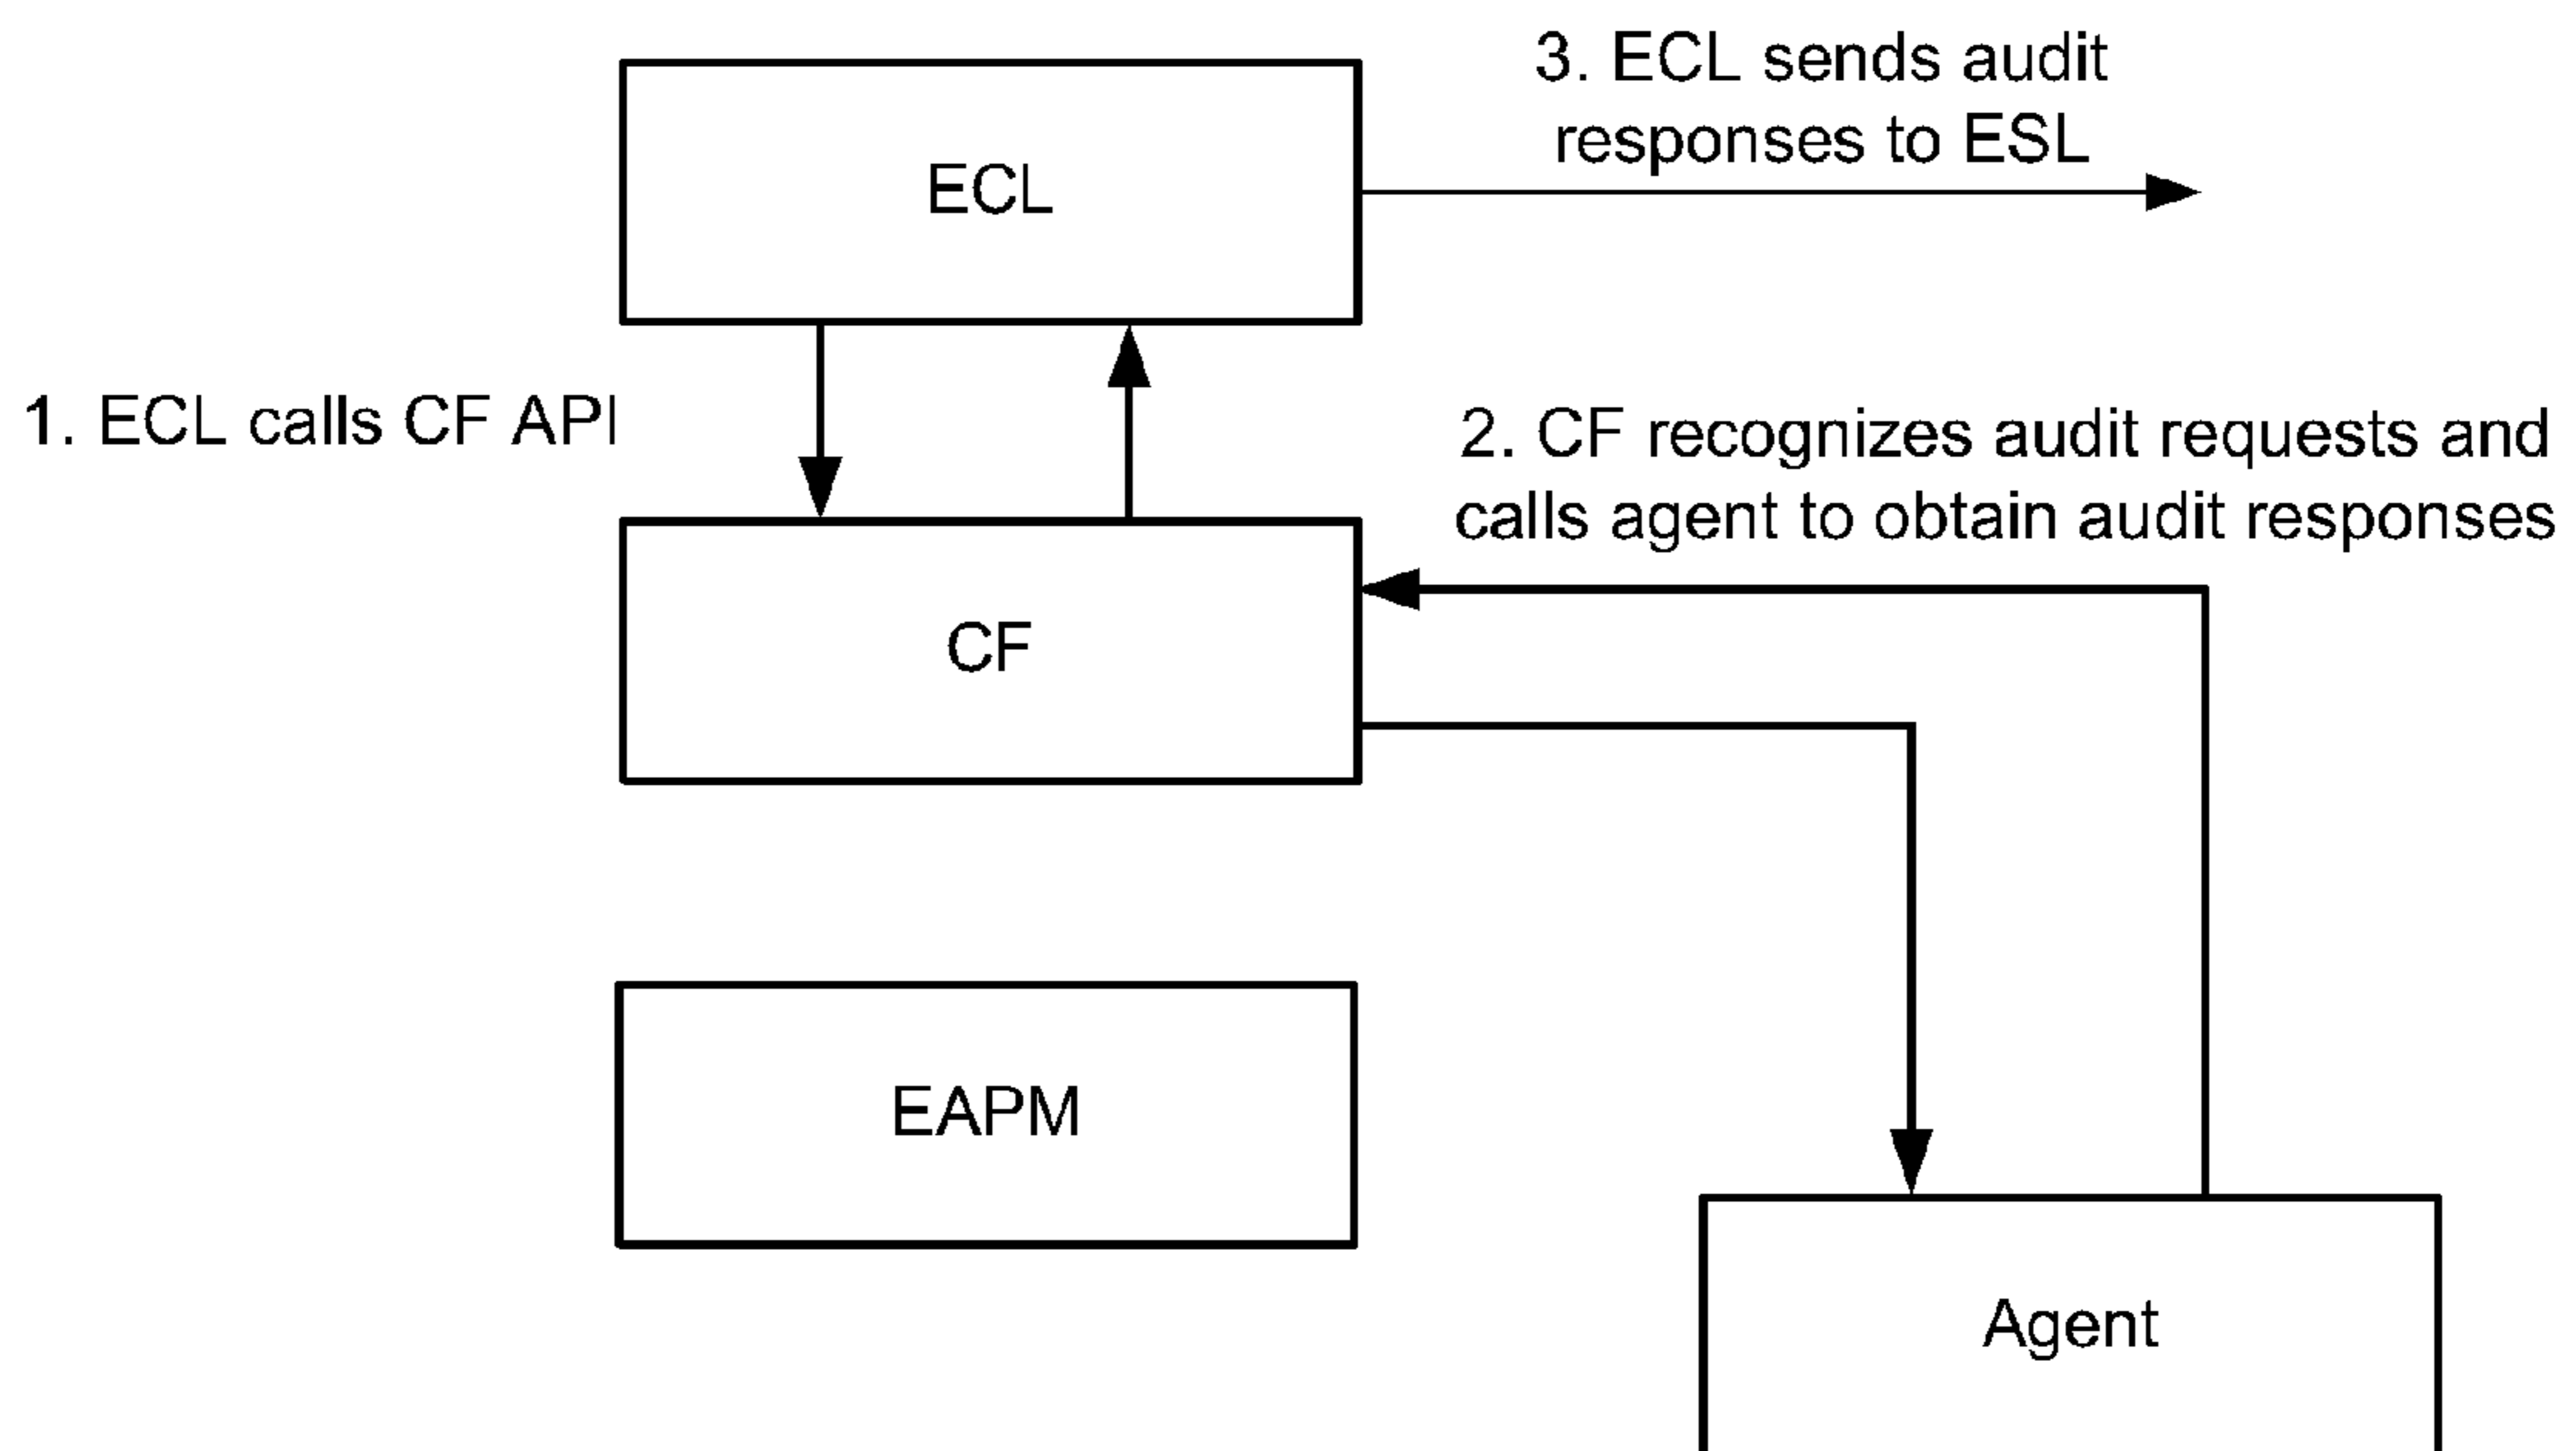 3. ECL sends audit
responses to ESL
ECL
1. ECL calls CF API
2. CF recognizes audit requests and
calls agent to obtain audit responses
CF
EAPM
Agent